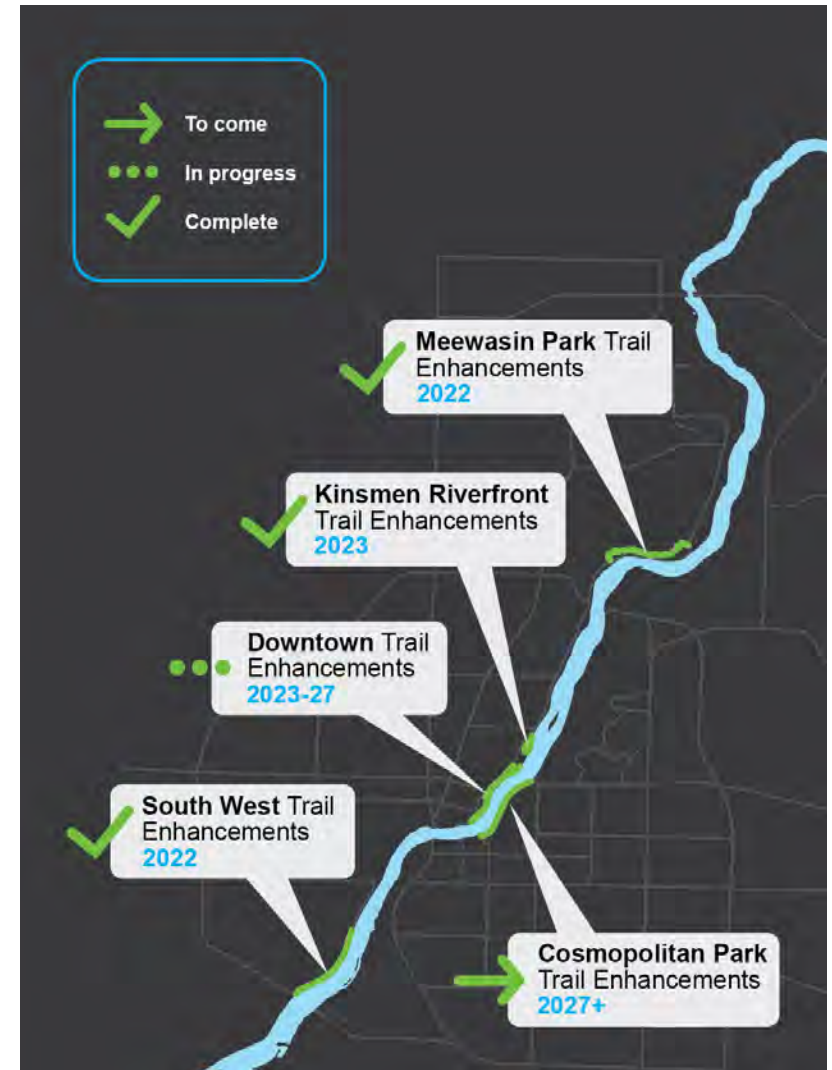 To come
In progress
Complete
Meewasin Park Trail
Enhancements
2022
Kinsmen Riverfront
Trail Enhancements
2023
Downtown Trail
Enhancements
2023-27
South West Trail
Enhancements
2022
Cosmopolitan Park
Trail Enhancements
2027+